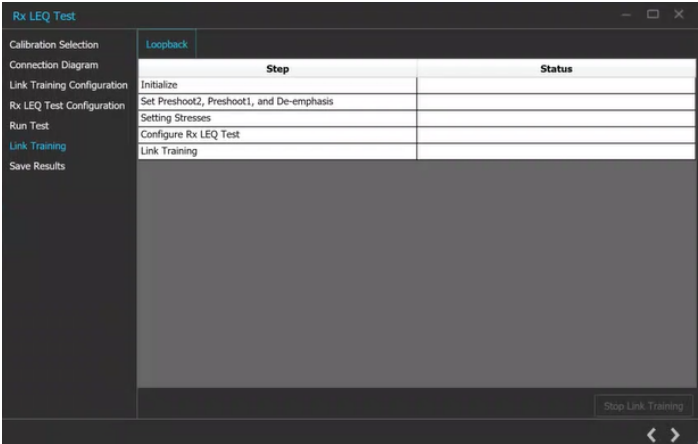 Rx LEQ Test
Calibration Selection
Connection Diagram
Link Training Configuration
Rx LEQ Test Configuration
Run Test
Link Training
Save Results
Loopback
Step Status
Initialize
Set Preshoot2, Preshoot1, and De-emphasis
Setting Stresses
Configure Rx LEQ Test
Link Training
Stop Link Training